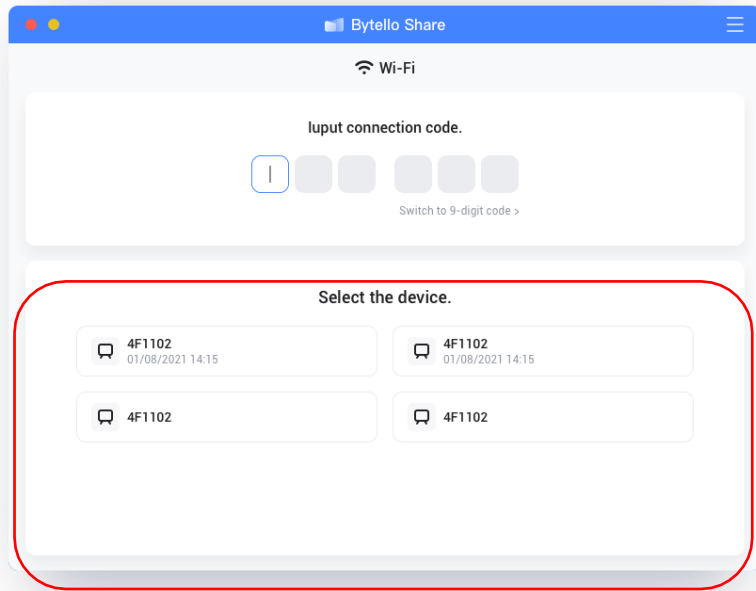 Bytello Share
Wi-Fi
Iuput connection code.
Switch to 9-digit code >
Select the device.
4F1102
01/08/2021 14:15
4F1102
01/08/2021 14:15
4F1102
4F1102